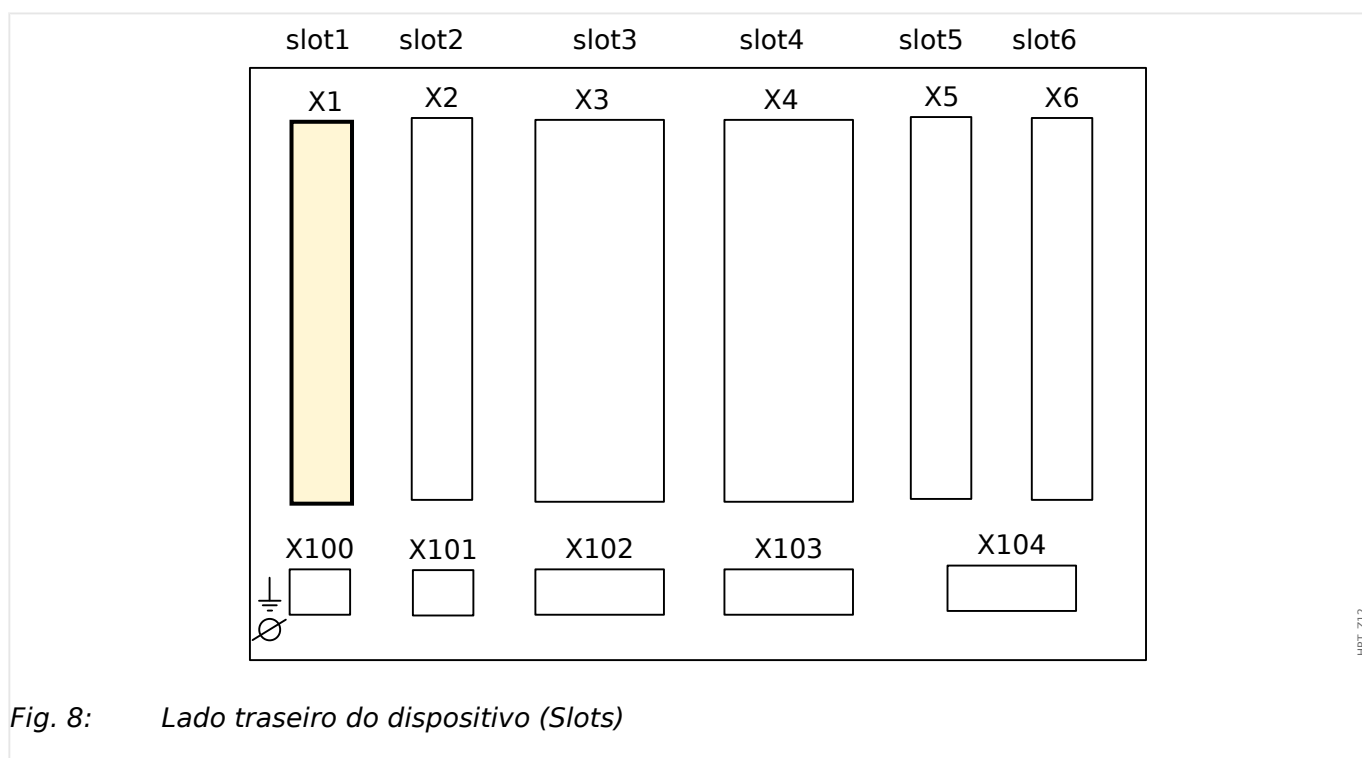 slot1 slot2 slot3 slot4 slot5 slot6
X1 X2 X3 X4 X5 X6
X100 X101 X102 X103 X104
Fig. 8: Lado traseiro do dispositivo (Slots)